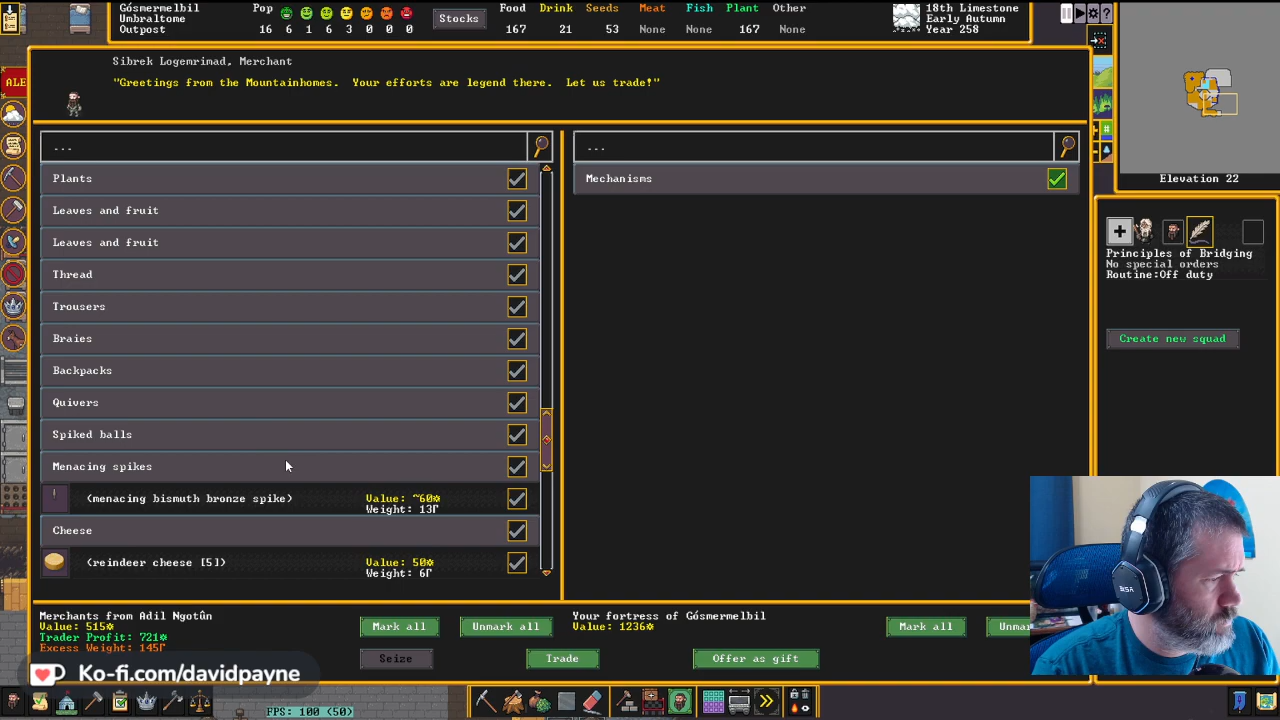 Gósmermelbil
Umbraltome
Outpost
Pop
16 6 1 6 3 0 0 0
Stocks
Food Drink Seeds Meat Fish Plant Other
167 21 53 None None 167 None
18th Limestone
Early Autumn
Year 258
Sibrek Logemrimad, Merchant
"Greetings from the Mountainhomes. Your efforts are legend there. Let us trade!"
ALE
...
...
Plants
Leaves and fruit
Leaves and fruit
Thread
Trousers
Braies
Backpacks
Quivers
Spiked balls
Menacing spikes
(menacing bismuth bronze spike)
Value: ~60☼
Weight: 13Γ
Cheese
(reindeer cheese [5])
Value: 50☼
Weight: 6Γ
Mechanisms
Elevation 22
Principles of Bridging
No special orders
Routine:Off duty
Create new squad
Merchants from Adil Ngotûn
Value: 515☼
Trader Profit: 721☼
Excess Weight: 145Γ
Mark all
Unmark all
Seize
Trade
Your fortress of Gósmermelbil
Value: 1236☼
Mark all
Unmar
Offer as gift
Ko-fi.com/davidpayne
FPS: 100 (50)